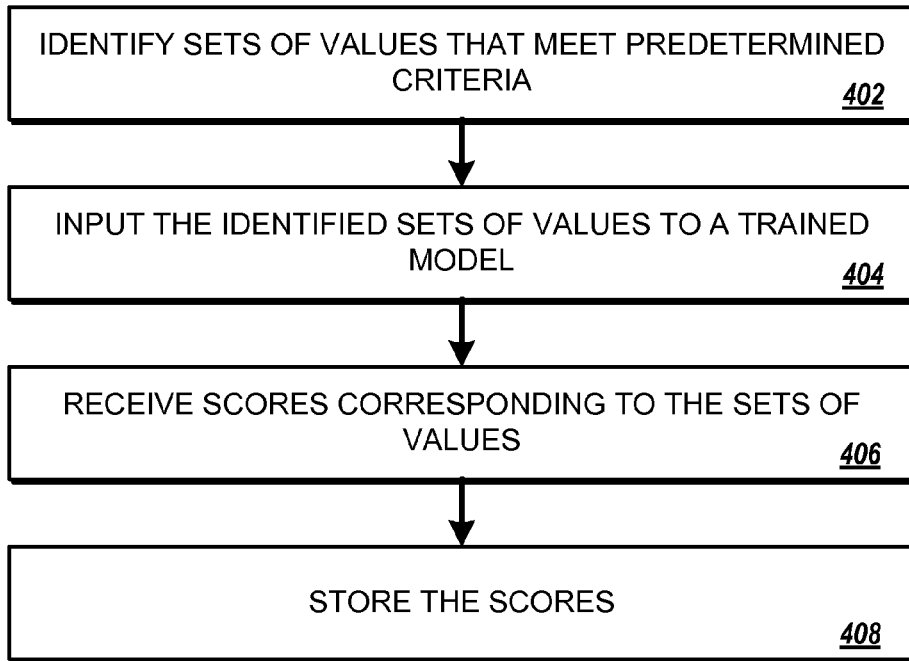 IDENTIFY SETS OF VALUES THAT MEET PREDETERMINED
CRITERIA
402
INPUT THE IDENTIFIED SETS OF VALUES TO A TRAINED
MODEL
404
RECEIVE SCORES CORRESPONDING TO THE SETS OF
VALUES
406
STORE THE SCORES
408